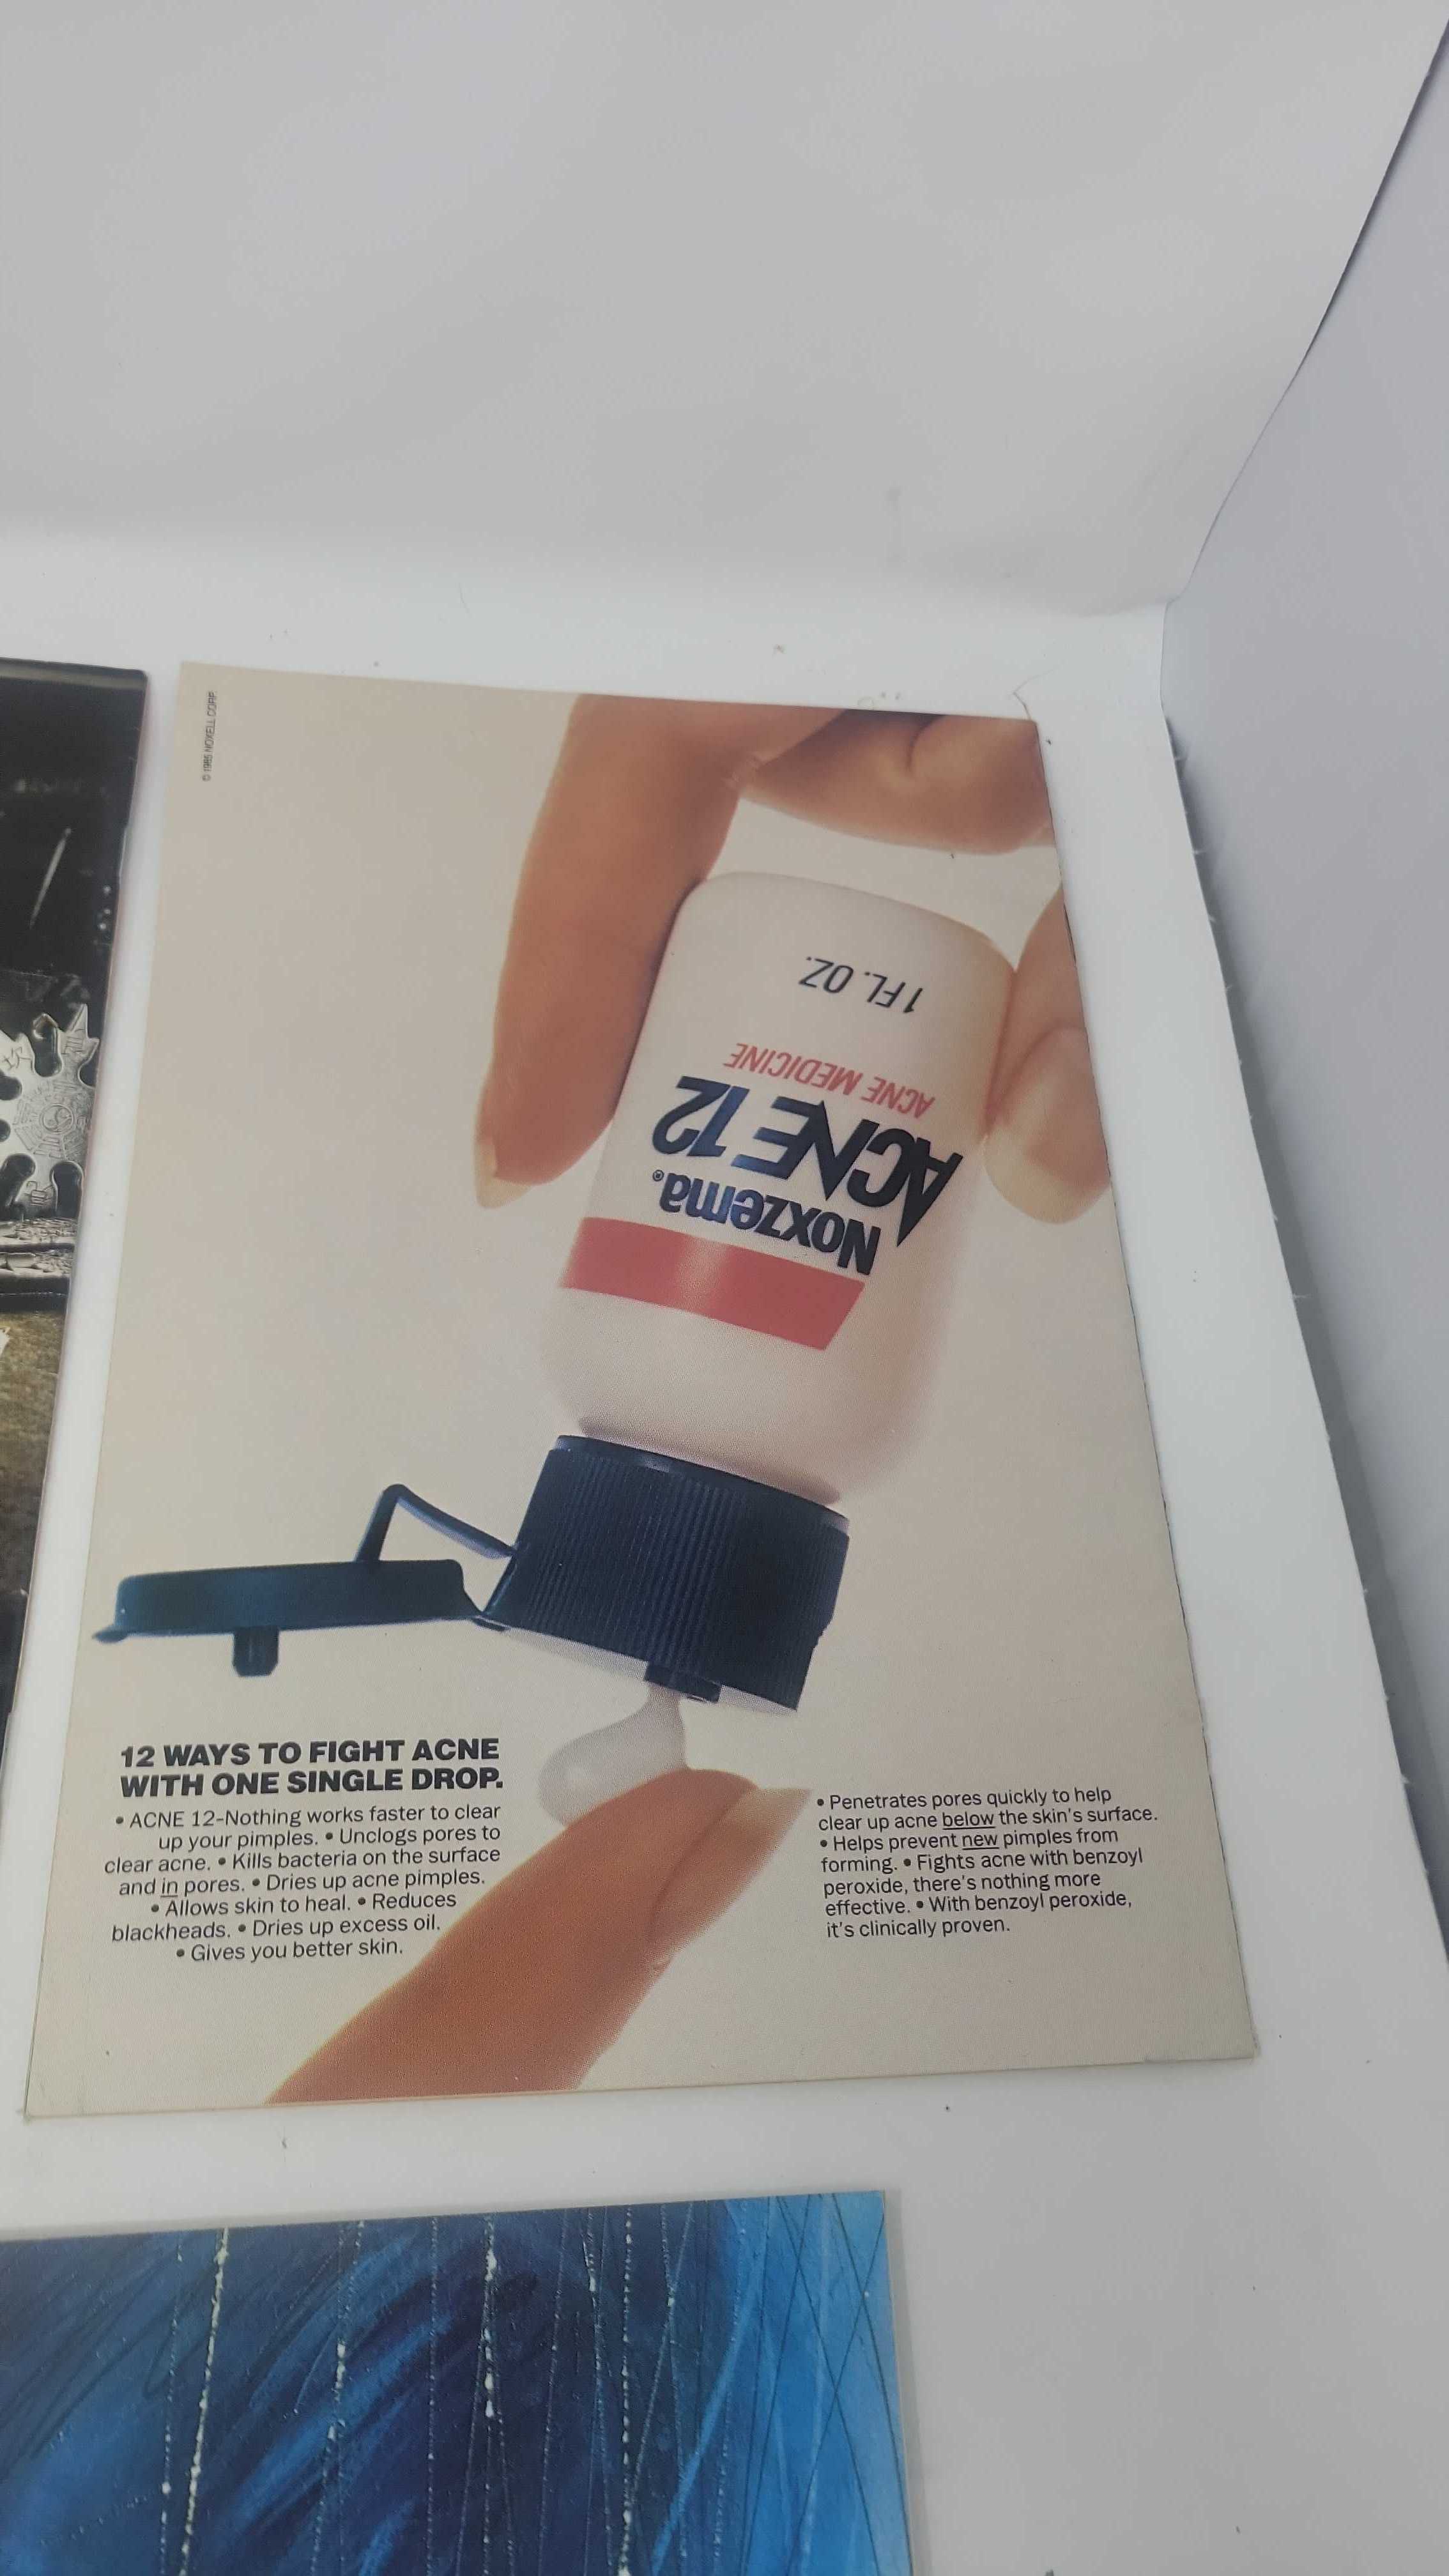 © 1985 NOXELL CORP
1 FL. OZ.
ACNE MEDICINE
ACNE 12
Noxzema®
12 WAYS TO FIGHT ACNE
WITH ONE SINGLE DROP.
• ACNE 12–Nothing works faster to clear
up your pimples. • Unclogs pores to
clear acne. • Kills bacteria on the surface
and in pores. • Dries up acne pimples.
• Allows skin to heal. • Reduces
blackheads. • Dries up excess oil.
• Gives you better skin.
• Penetrates pores quickly to help
clear up acne below the skin's surface.
• Helps prevent new pimples from
forming. • Fights acne with benzoyl
peroxide, there's nothing more
effective. • With benzoyl peroxide,
it's clinically proven.